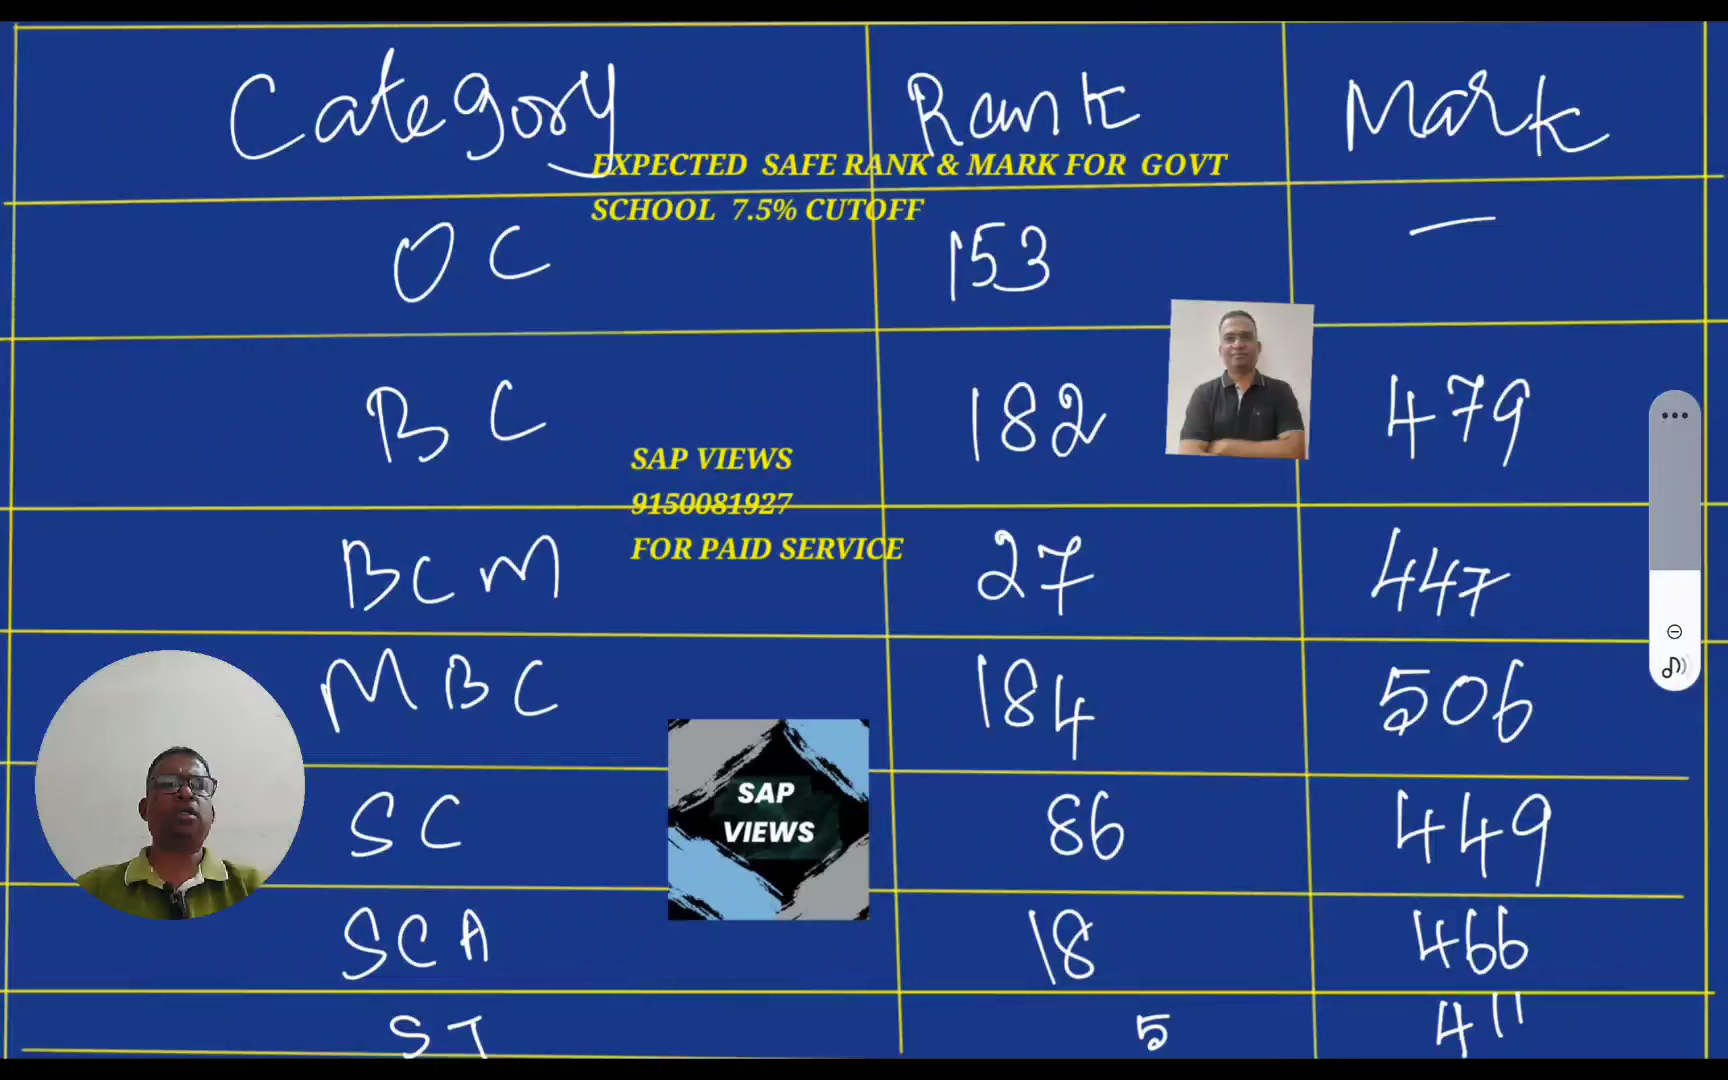 Category Rank Mark
EXPECTED SAFE RANK & MARK FOR GOVT
SCHOOL 7.5% CUTOFF
OC 153 —
BC 182 479
SAP VIEWS
9150081927
FOR PAID SERVICE
BCM 27 447
MBC 184 506
SAP
VIEWS
SC 86 449
SCA 18 466
ST 5 411